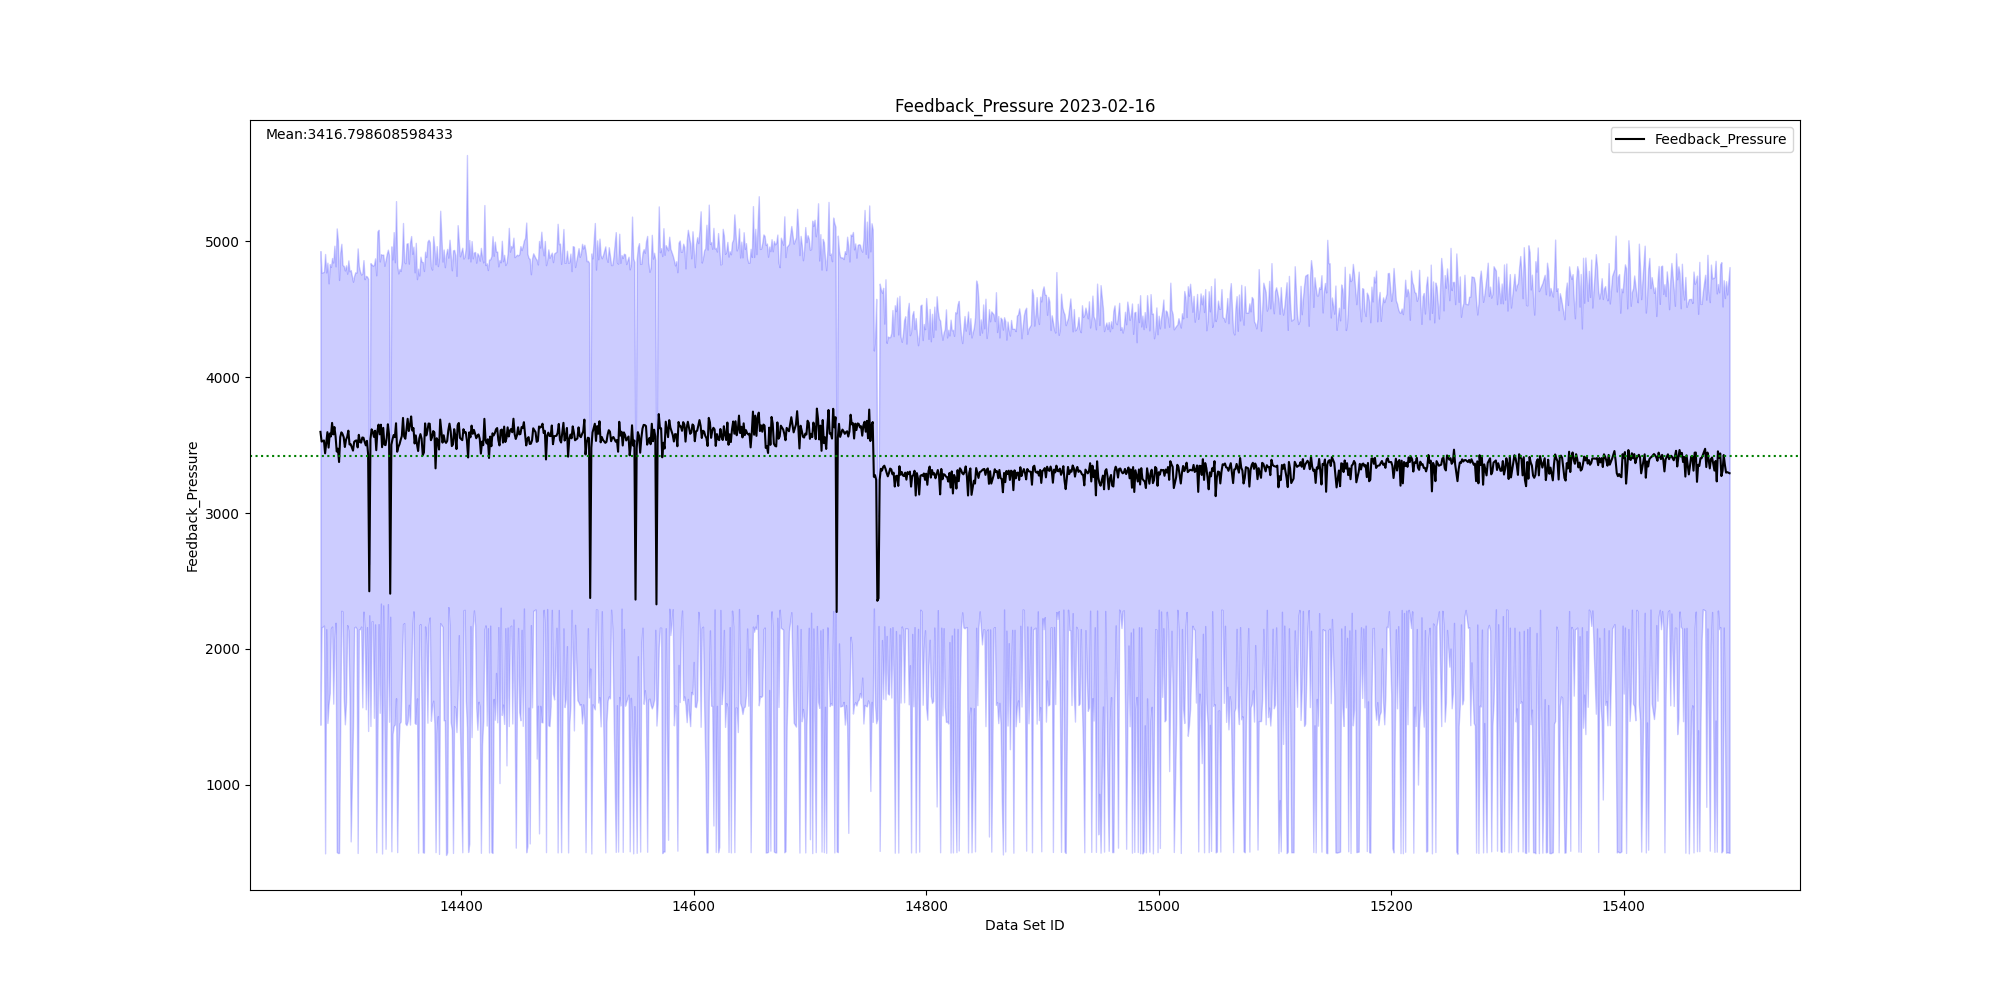 Feedback_Pressure 2023-02-16
Mean:3416.798608598433
Feedback_Pressure
5000
4000
3000
2000
1000
Feedback_Pressure
14400
14600
14800
15000
15200
15400
Data Set ID